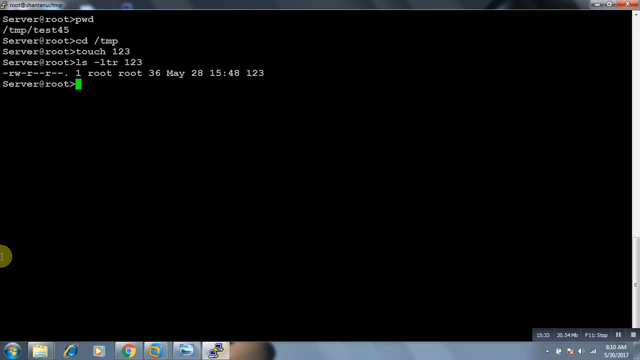 root@shantanu:/tmp
Server@root>pwd
/tmp/test45
Server@root>cd /tmp
Server@root>touch 123
Server@root>ls -ltr 123
-rw-r--r--. 1 root root 36 May 28 15:48 123
Server@root>
15:33 20.54 Mb F11: Stop
8:10 AM
5/30/2017